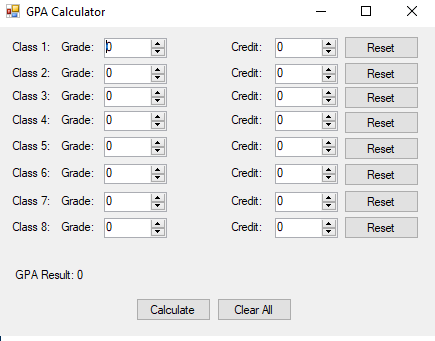 GPA Calculator
Class 1: Grade: 0 Credit: 0 Reset
Class 2: Grade: 0 Credit: 0 Reset
Class 3: Grade: 0 Credit: 0 Reset
Class 4: Grade: 0 Credit: 0 Reset
Class 5: Grade: 0 Credit: 0 Reset
Class 6: Grade: 0 Credit: 0 Reset
Class 7: Grade: 0 Credit: 0 Reset
Class 8: Grade: 0 Credit: 0 Reset
GPA Result: 0
Calculate Clear All